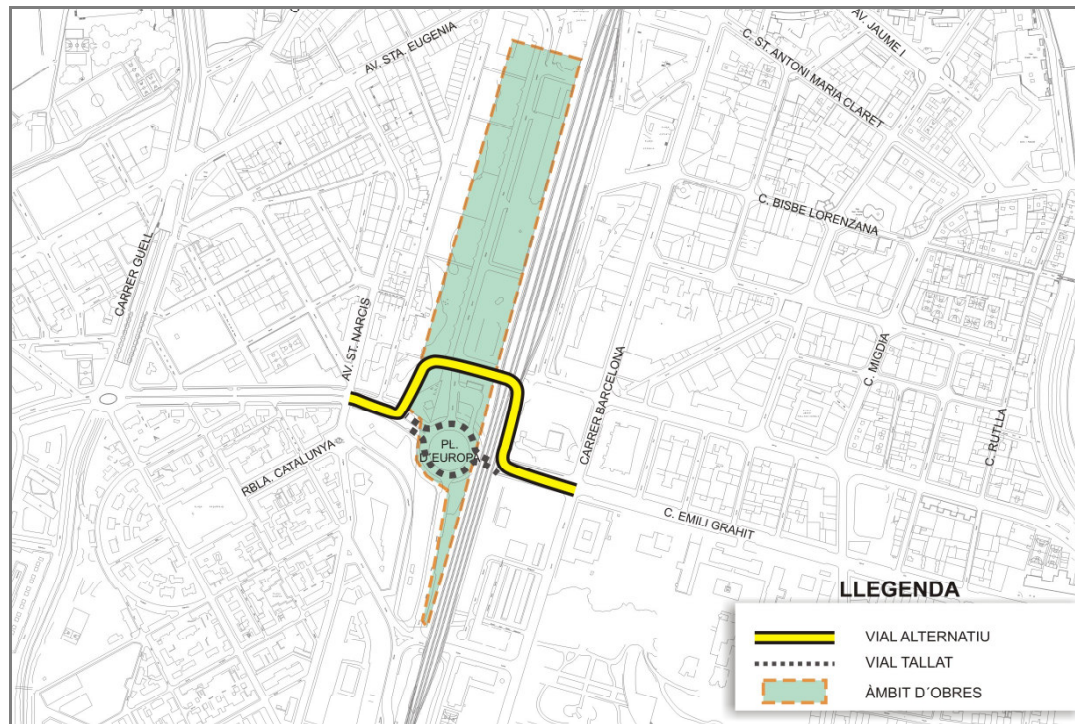 AV. JAUME I
C. ST. ANTONI MARIA CLARET
AV. STA. EUGENIA
C. BISBE LORENZANA
CARRER GUELL
AV. ST. NARCIS
CARRER BARCELONA
C. MIGDIA
C. RUTLLA
PL.
D´EUROPA
RBLA. CATALUNYA
C. EMILI GRAHIT
LLEGENDA
VIAL ALTERNATIU
VIAL TALLAT
ÀMBIT D´OBRES